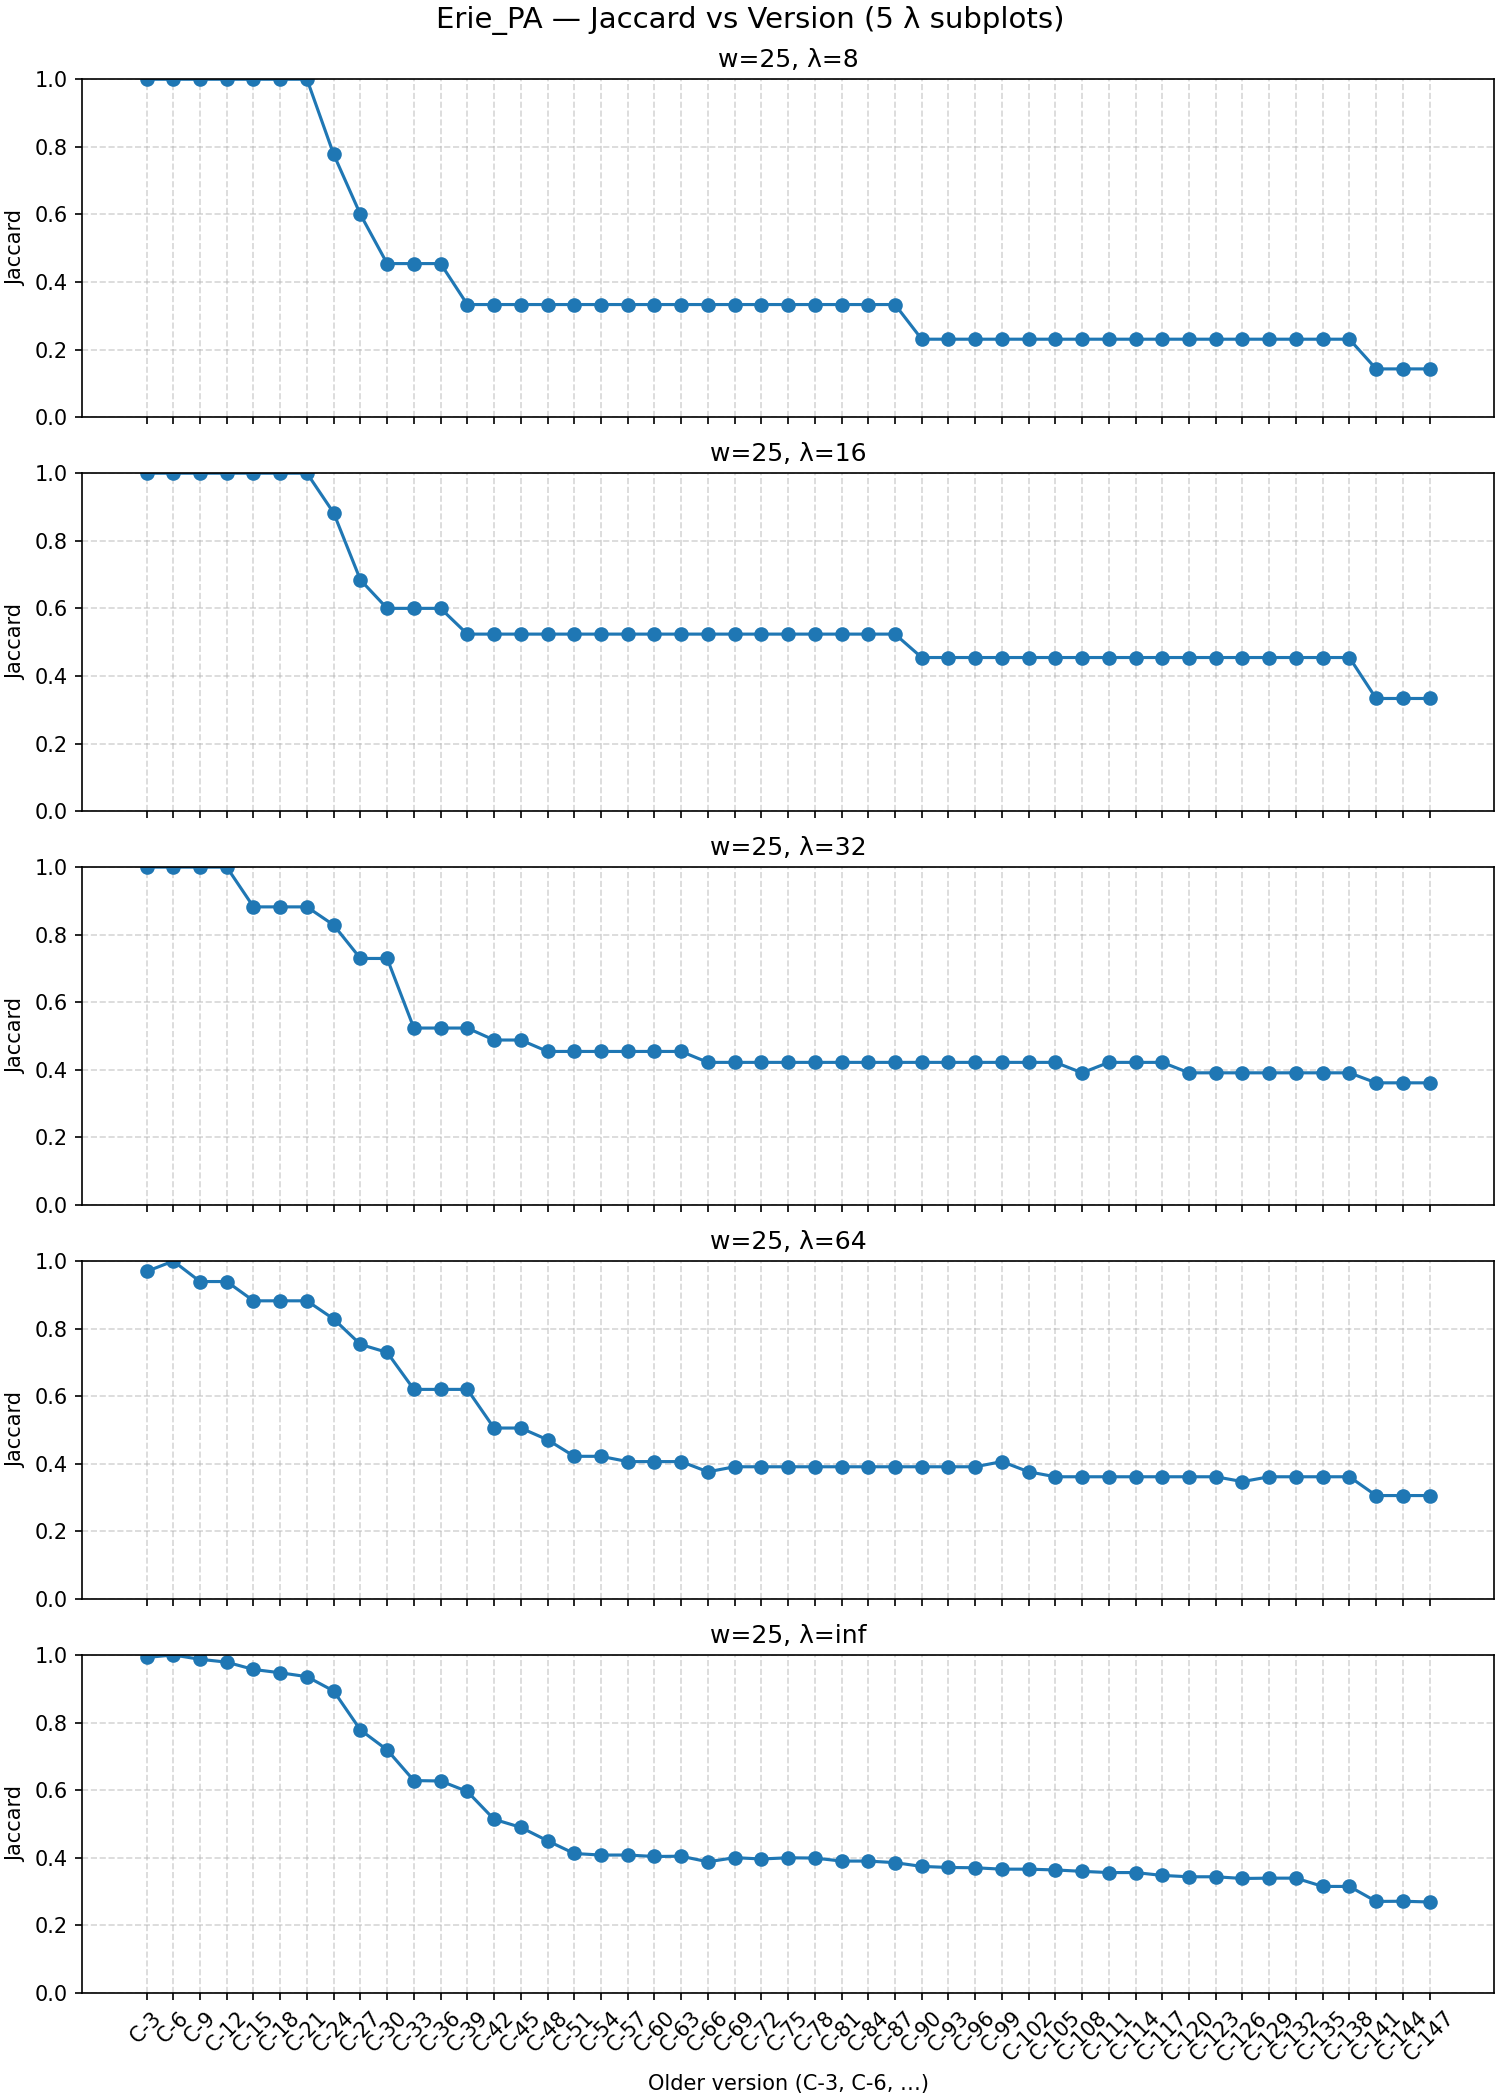 Erie_PA — Jaccard vs Version (5 λ subplots)
w=25, λ=8
1.0
0.8
0.6
0.4
0.2
0.0
Jaccard
w=25, λ=16
1.0
0.8
0.6
0.4
0.2
0.0
Jaccard
w=25, λ=32
1.0
0.8
0.6
0.4
0.2
0.0
Jaccard
w=25, λ=64
1.0
0.8
0.6
0.4
0.2
0.0
Jaccard
w=25, λ=inf
1.0
0.8
0.6
0.4
0.2
0.0
Jaccard
C-3
C-6
C-9
C-12
C-15
C-18
C-21
C-24
C-27
C-30
C-33
C-36
C-39
C-42
C-45
C-48
C-51
C-54
C-57
C-60
C-63
C-66
C-69
C-72
C-75
C-78
C-81
C-84
C-87
C-90
C-93
C-96
C-99
C-102
C-105
C-108
C-111
C-114
C-117
C-120
C-123
C-126
C-129
C-132
C-135
C-138
C-141
C-144
C-147
Older version (C-3, C-6, ...)